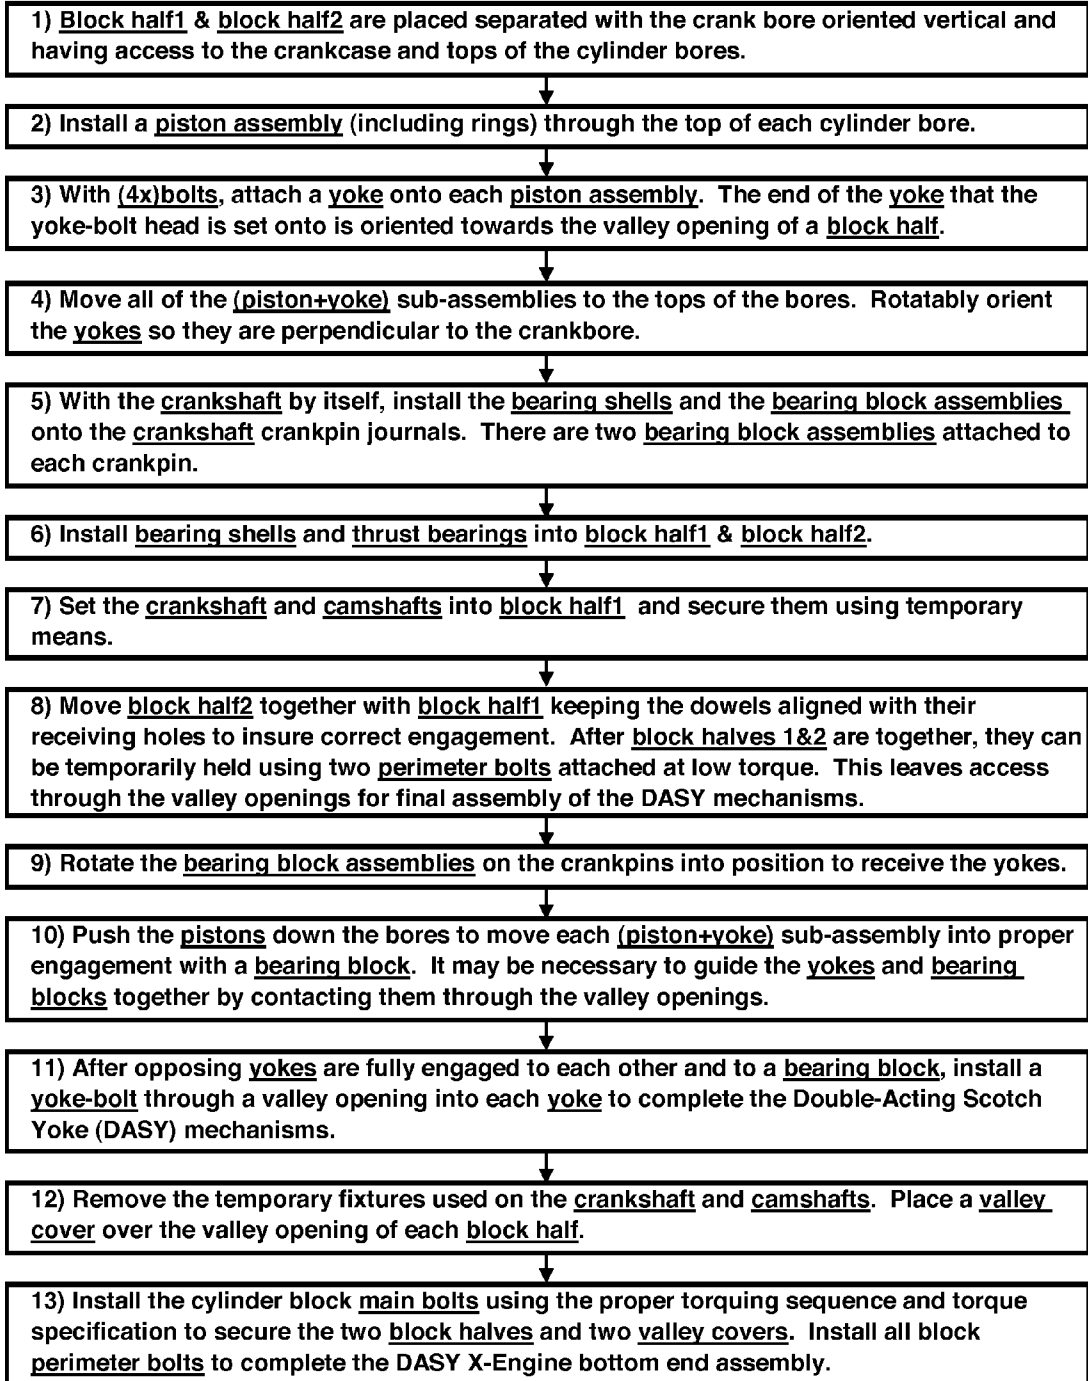 1) Block half1 & block half2 are placed separated with the crank bore oriented vertical and
having access to the crankcase and tops of the cylinder bores.
2) Install a piston assembly (including rings) through the top of each cylinder bore.
3) With (4x)bolts, attach a yoke onto each piston assembly. The end of the yoke that the
yoke-bolt head is set onto is oriented towards the valley opening of a block half.
4) Move all of the (piston+yoke) sub-assemblies to the tops of the bores. Rotatably orient
the yokes so they are perpendicular to the crankbore.
5) With the crankshaft by itself, install the bearing shells and the bearing block assemblies
onto the crankshaft crankpin journals. There are two bearing block assemblies attached to
each crankpin.
6) Install bearing shells and thrust bearings into block half1 & block half2.
7) Set the crankshaft and camshafts into block half1 and secure them using temporary
means.
8) Move block half2 together with block half1 keeping the dowels aligned with their
receiving holes to insure correct engagement. After block halves 1&2 are together, they can
be temporarily held using two perimeter bolts attached at low torque. This leaves access
through the valley openings for final assembly of the DASY mechanisms.
9) Rotate the bearing block assemblies on the crankpins into position to receive the yokes.
10) Push the pistons down the bores to move each (piston+yoke) sub-assembly into proper
engagement with a bearing block. It may be necessary to guide the yokes and bearing
blocks together by contacting them through the valley openings.
11) After opposing yokes are fully engaged to each other and to a bearing block, install a
yoke-bolt through a valley opening into each yoke to complete the Double-Acting Scotch
Yoke (DASY) mechanisms.
12) Remove the temporary fixtures used on the crankshaft and camshafts. Place a valley
cover over the valley opening of each block half.
13) Install the cylinder block main bolts using the proper torquing sequence and torque
specification to secure the two block halves and two valley covers. Install all block
perimeter bolts to complete the DASY X-Engine bottom end assembly.